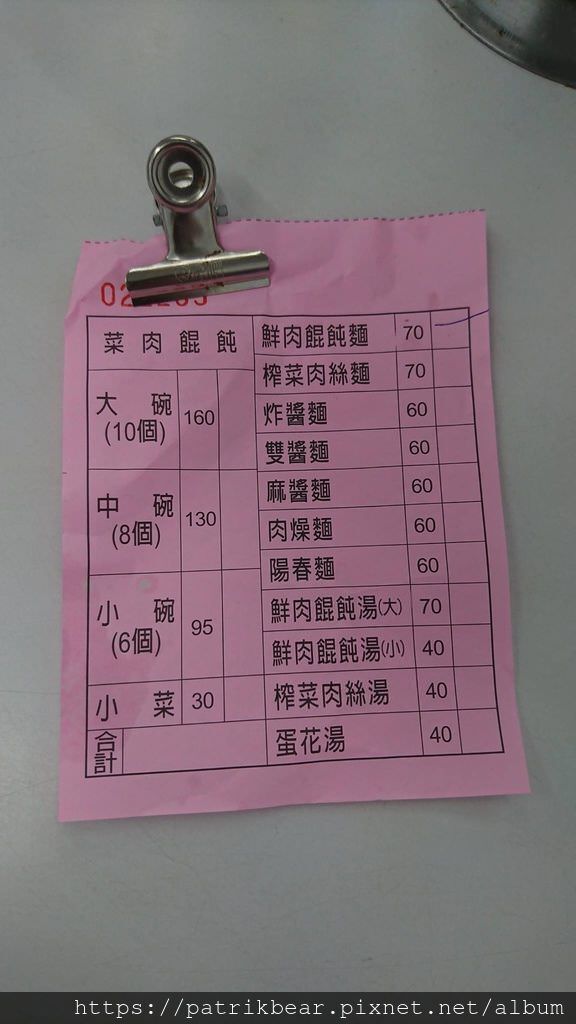 菜肉餛飩
大碗
(10個)
160
中碗
(8個)
130
小碗
(6個)
95
小菜 30
合計
鮮肉餛飩麵 70
榨菜肉絲麵 70
炸醬麵 60
雙醬麵 60
麻醬麵 60
肉燥麵 60
陽春麵 60
鮮肉餛飩湯(大) 70
鮮肉餛飩湯(小) 40
榨菜肉絲湯 40
蛋花湯 40
https://patrikbear.pixnet.net/album